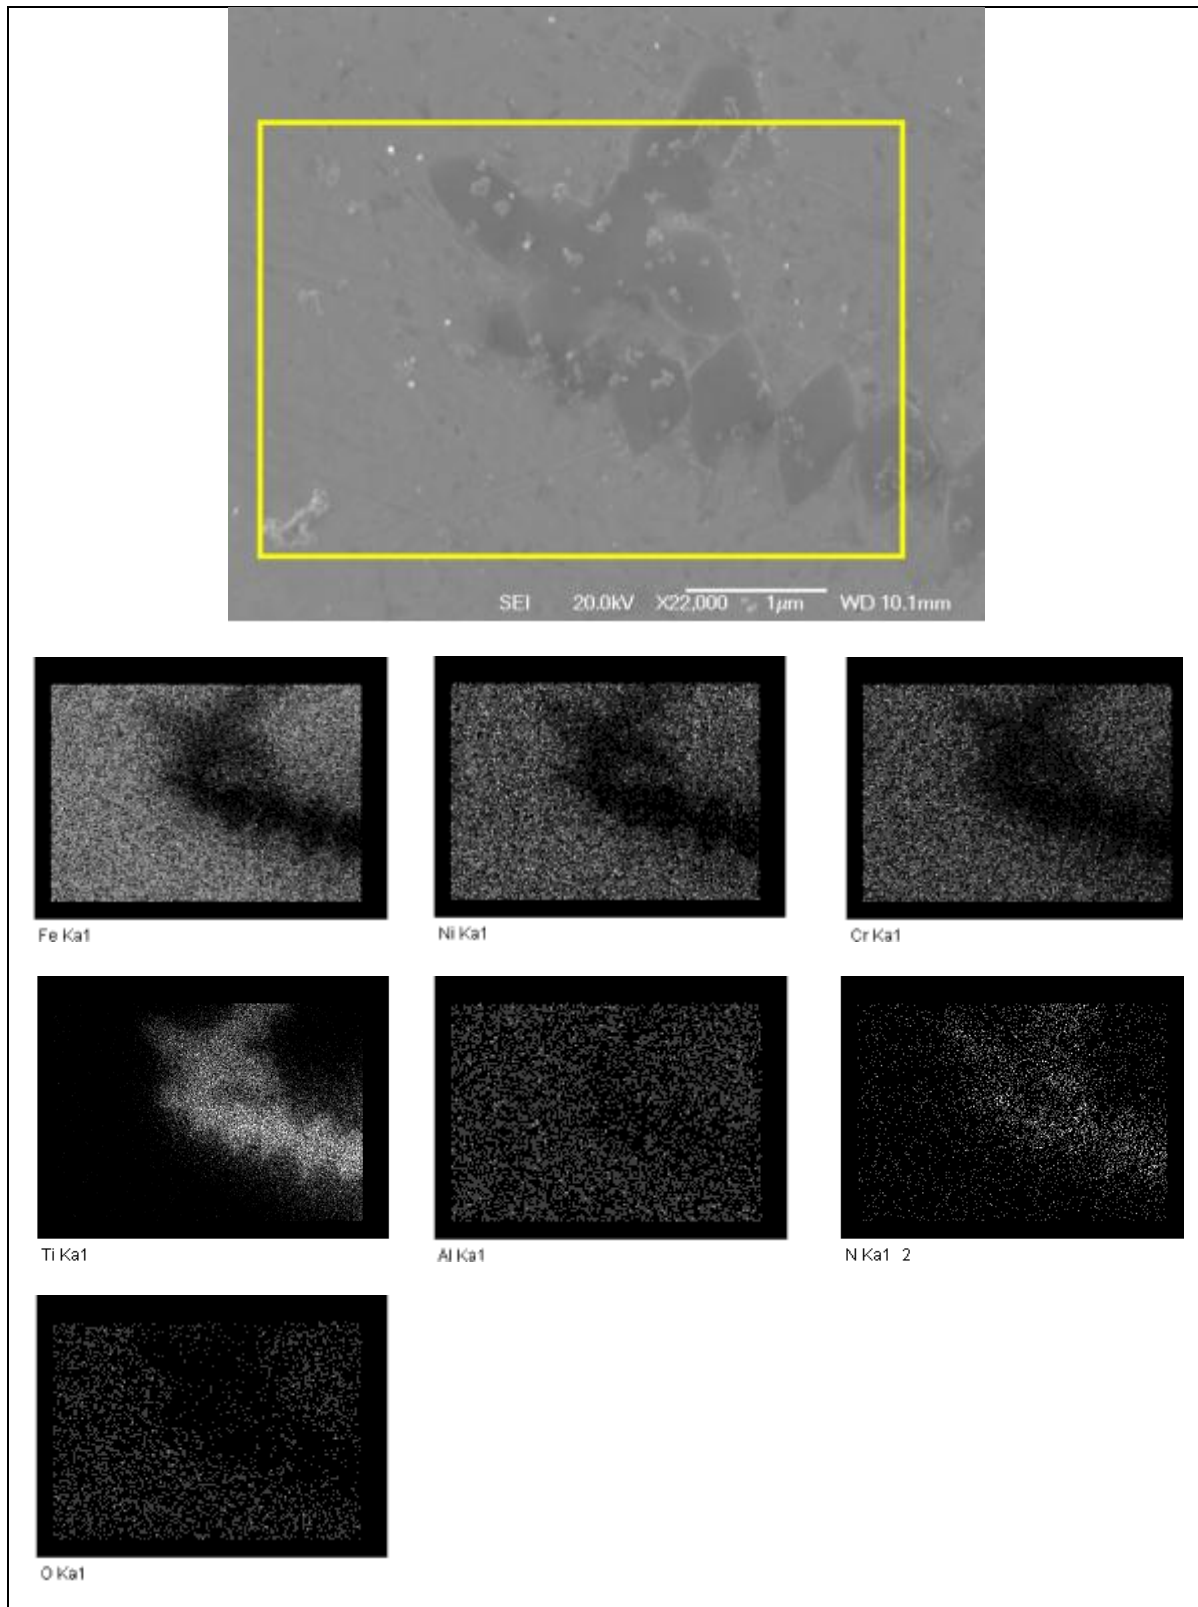 SEI 20.0kV X22,000 1μm WD 10.1mm
Fe Ka1
Ni Ka1
Cr Ka1
Ti Ka1
Al Ka1
N Ka1_2
O Ka1